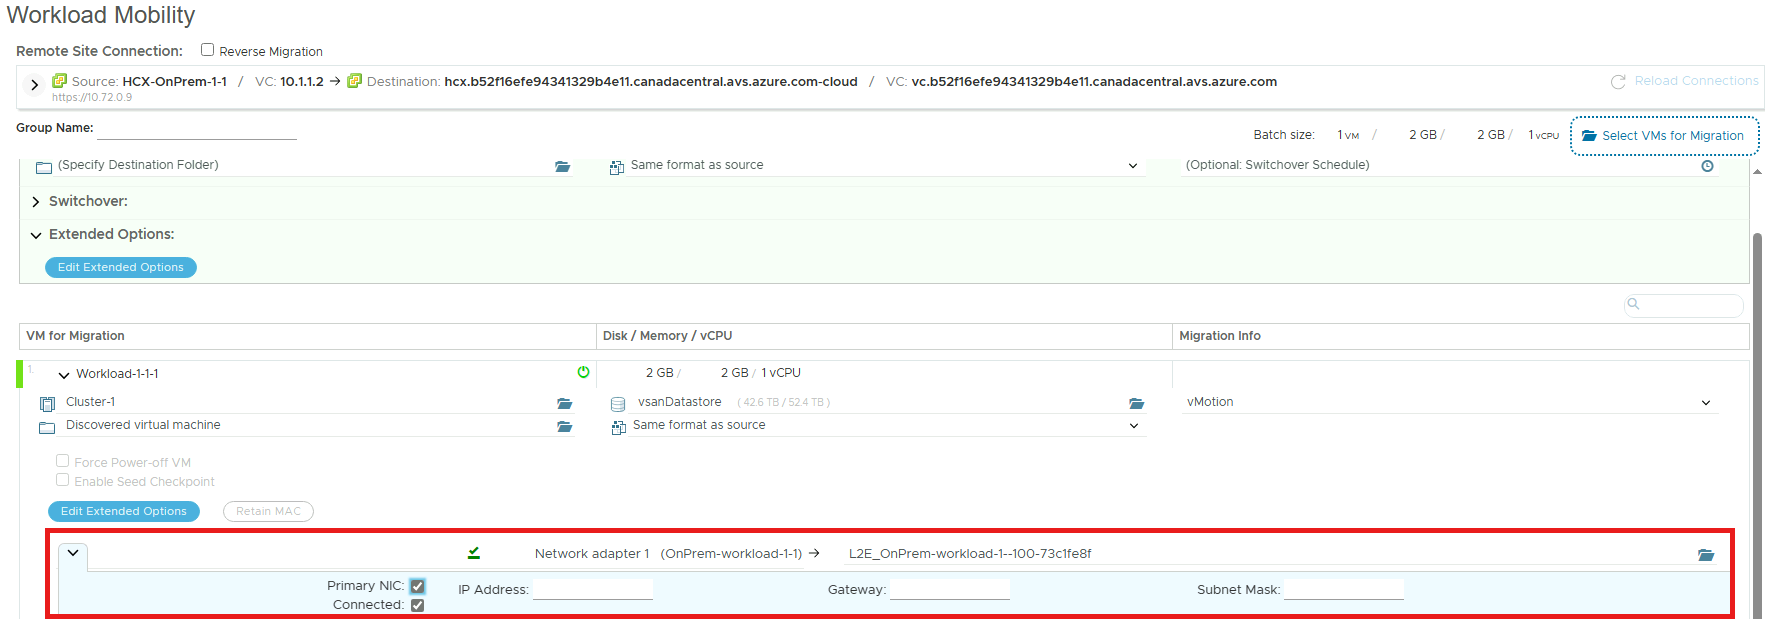 Workload Mobility
Remote Site Connection: Reverse Migration
Source: HCX-OnPrem-1-1 / VC: 10.1.1.2 → Destination: hcx.b52f16efe94341329b4e11.canadacentral.avs.azure.com-cloud / VC: vc.b52f16efe94341329b4e11.canadacentral.avs.azure.com Reload Connections
https://10.72.0.9
Group Name: Batch size: 1 VM / 2 GB / 2 GB / 1 vCPU Select VMs for Migration
(Specify Destination Folder) Same format as source (Optional: Switchover Schedule)
Switchover:
Extended Options:
Edit Extended Options
VM for Migration Disk / Memory / vCPU Migration Info
1. Workload-1-1-1 2 GB / 2 GB / 1 vCPU
Cluster-1 vsanDatastore ( 42.6 TB / 52.4 TB ) vMotion
Discovered virtual machine Same format as source
Force Power-off VM
Enable Seed Checkpoint
Edit Extended Options Retain MAC
Network adapter 1 (OnPrem-workload-1-1) → L2E_OnPrem-workload-1--100-73c1fe8f
Primary NIC: IP Address: Gateway: Subnet Mask:
Connected: